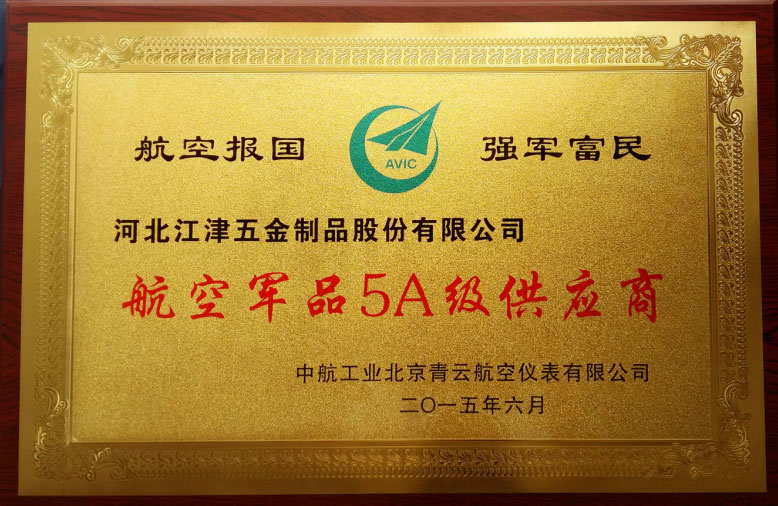 航空报国 AVIC 强军富民
河北江津五金制品股份有限公司
航空军品5A级供应商
中航工业北京青云航空仪表有限公司
二〇一五年六月